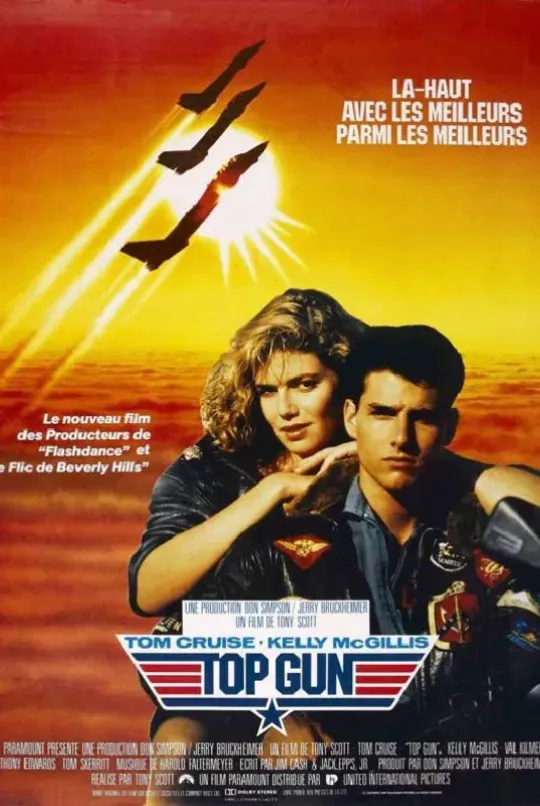 LA-HAUT
AVEC LES MEILLEURS
PARMI LES MEILLEURS
Le nouveau film
des Producteurs de
"Flashdance" et
e Flic de Beverly Hills"
UNE PRODUCTION DON SIMPSON / JERRY BRUCKHEIMER
UN FILM DE TONY SCOTT
TOM CRUISE · KELLY McGILLIS
TOP GUN
PARAMOUNT PRESENTE UNE PRODUCTION DON SIMPSON / JERRY BRUCKHEIMER UN FILM DE TONY SCOTT TOM CRUISE "TOP GUN" KELLY McGILLIS VAIL KILMER
THONY EDWARDS TOM SKERRITT MUSIQUE DE HAROLD FALTERMEYER ECRIT PAR JIM CASH & JACK EPPS, JR PRODUIT PAR DON SIMPSON ET JERRY BRUCKHEIMER
REALISE PAR TONY SCOTT UN FILM PARAMOUNT DISTRIBUE PAR UNITED INTERNATIONAL PICTURES
DOLBY STEREO